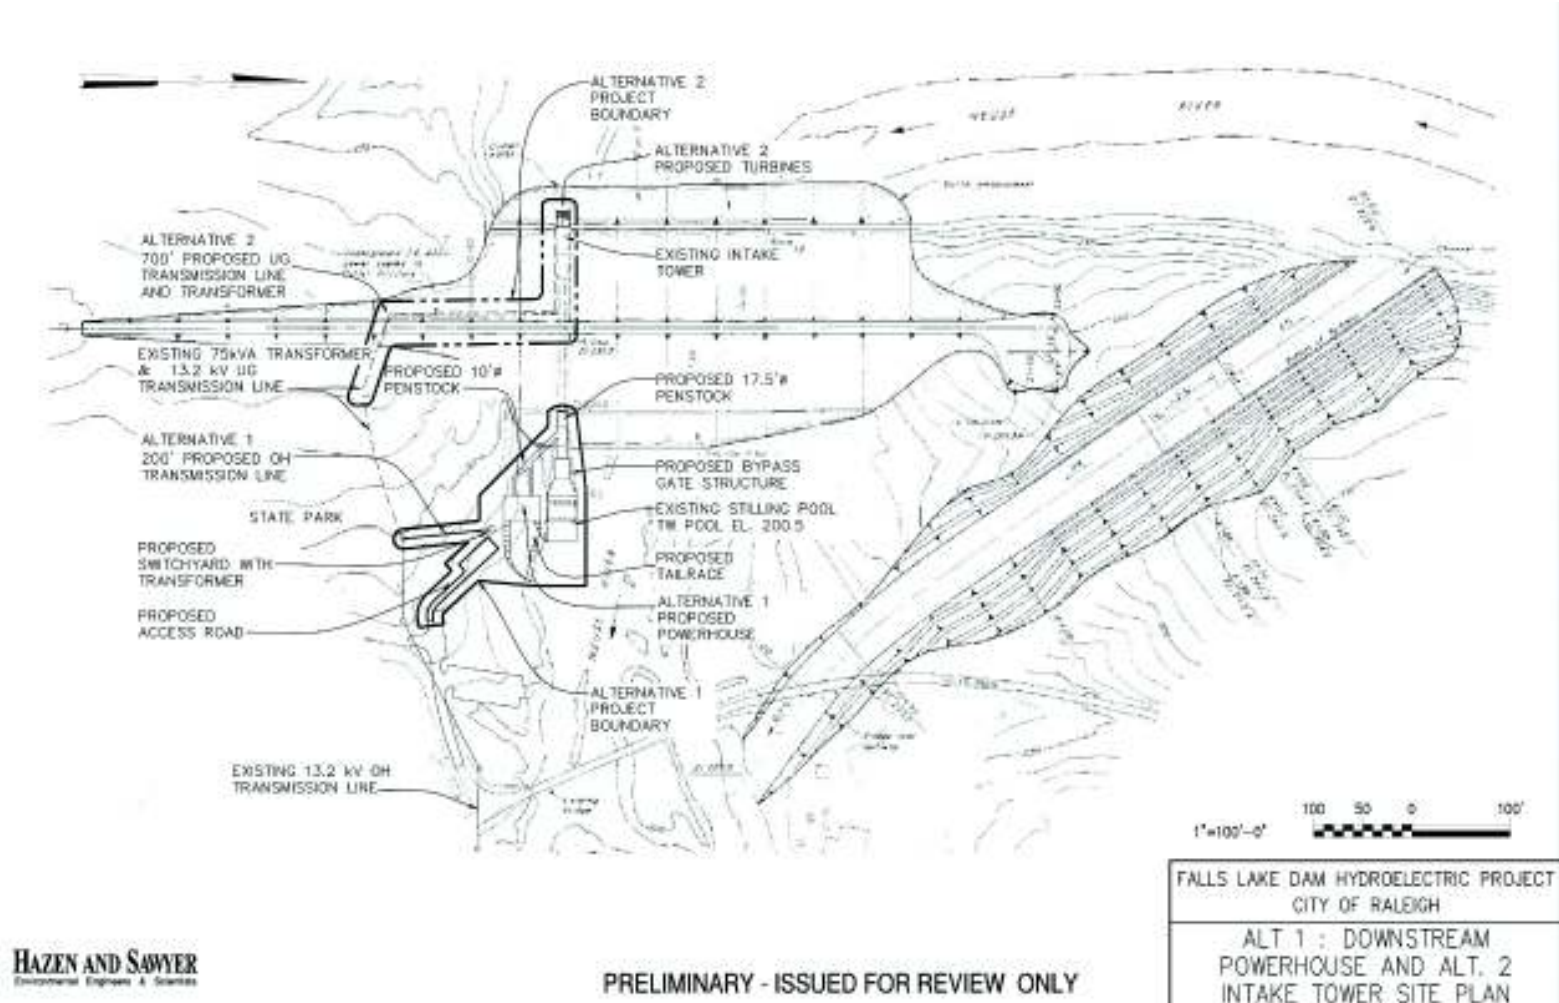 ALTERNATIVE 2
PROJECT
BOUNDARY
NEUSE RIVER
ALTERNATIVE 2
PROPOSED TURBINES
ALTERNATIVE 2
700' PROPOSED UG
TRANSMISSION LINE
AND TRANSFORMER
EXISTING INTAKE
TOWER
EXISTING 75kVA TRANSFORMER
& 13.2 kV UG
TRANSMISSION LINE
PROPOSED 10'ø
PENSTOCK
PROPOSED 17.5'ø
PENSTOCK
ALTERNATIVE 1
200' PROPOSED OH
TRANSMISSION LINE
PROPOSED BYPASS
GATE STRUCTURE
EXISTING STILLING POOL
TW POOL EL. 200.5
STATE PARK
PROPOSED
SWITCHYARD WITH
TRANSFORMER
PROPOSED
TAILRACE
PROPOSED
ACCESS ROAD
ALTERNATIVE 1
PROPOSED
POWERHOUSE
NEUSE
RIVER
ALTERNATIVE 1
PROJECT
BOUNDARY
EXISTING 13.2 kV OH
TRANSMISSION LINE
100 50 0 100'
1"=100'-0"
FALLS LAKE DAM HYDROELECTRIC PROJECT
CITY OF RALEIGH
ALT 1 : DOWNSTREAM
POWERHOUSE AND ALT. 2
INTAKE TOWER SITE PLAN
HAZEN AND SAWYER
Environmental Engineers & Scientists
PRELIMINARY - ISSUED FOR REVIEW ONLY